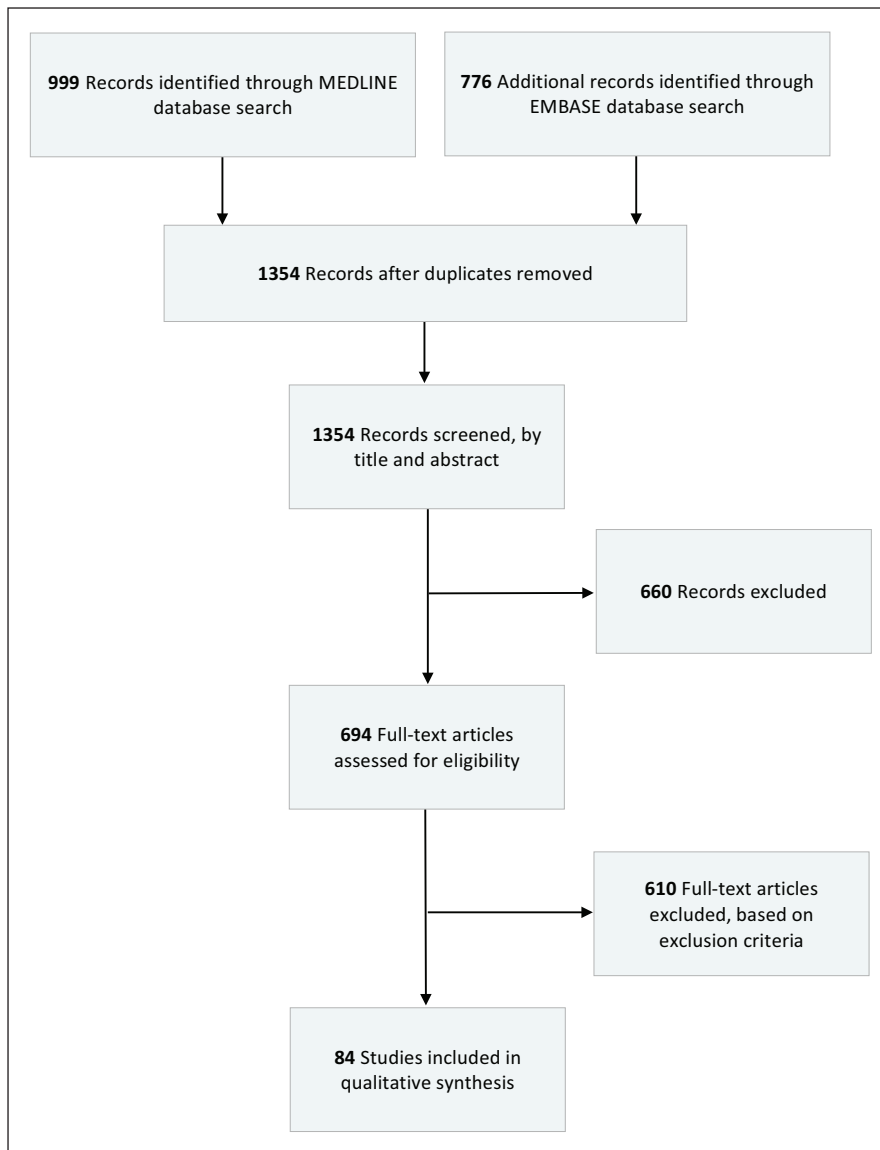 999 Records identified through MEDLINE
database search
776 Additional records identified through
EMBASE database search
1354 Records after duplicates removed
1354 Records screened, by
title and abstract
660 Records excluded
694 Full-text articles
assessed for eligibility
610 Full-text articles
excluded, based on
exclusion criteria
84 Studies included in
qualitative synthesis